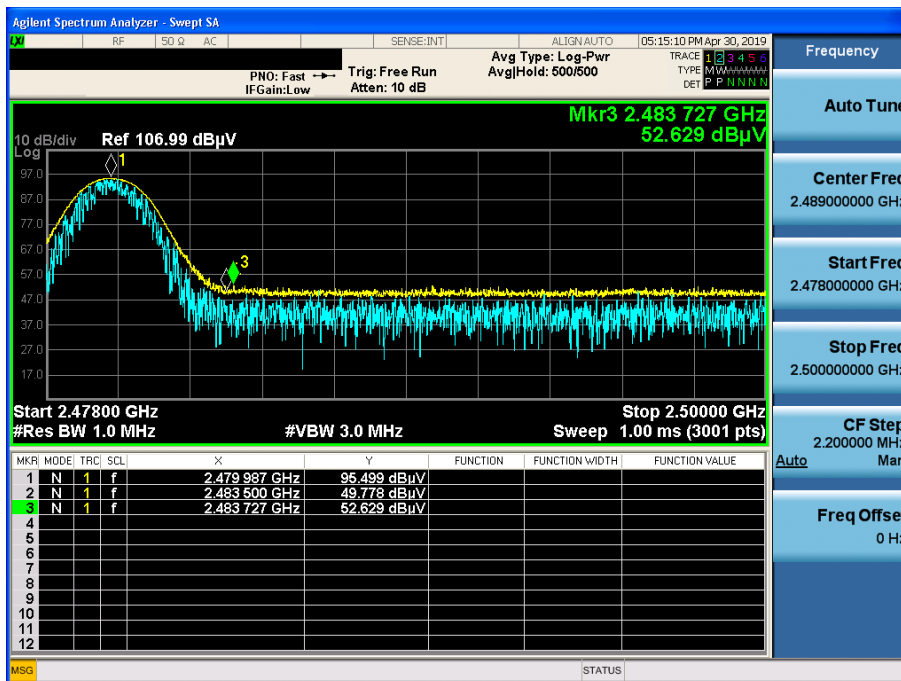 Agilent Spectrum Analyzer - Swept SA
LXI RF 50 Ω AC SENSE:INT ALIGN AUTO 05:15:10 PM Apr 30, 2019
Frequency
PNO: Fast
IFGain:Low
Trig: Free Run
Atten: 10 dB
Avg Type: Log-Pwr
Avg|Hold: 500/500
TRACE 1 2 3 4 5 6
TYPE M WWWWW
DET P P N N N N
Auto Tune
Mkr3 2.483 727 GHz
52.629 dBµV
10 dB/div
Log
Ref 106.99 dBµV
97.0
87.0
77.0
67.0
57.0
47.0
37.0
27.0
17.0
1
3
Center Freq
2.489000000 GHz
Start Freq
2.478000000 GHz
Stop Freq
2.500000000 GHz
Start 2.47800 GHz
Stop 2.50000 GHz
#Res BW 1.0 MHz
#VBW 3.0 MHz
Sweep 1.00 ms (3001 pts)
CF Step
2.200000 MHz
Auto Man
Freq Offset
0 Hz
MKR MODE TRC SCL X Y FUNCTION FUNCTION WIDTH FUNCTION VALUE
1 N 1 f 2.479 987 GHz 95.499 dBµV
2 N 1 f 2.483 500 GHz 49.778 dBµV
3 N 1 f 2.483 727 GHz 52.629 dBµV
4
5
6
7
8
9
10
11
12
MSG
STATUS